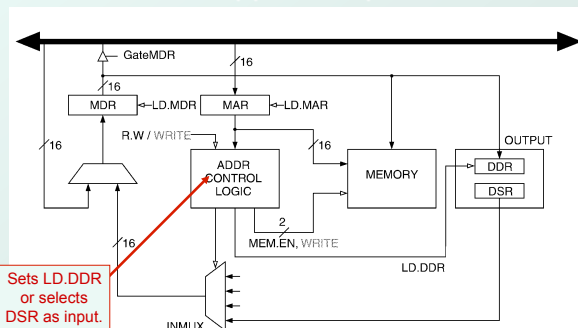 GateMDR
16
16
MDR
LD.MDR
MAR
LD.MAR
R.W / WRITE
16
16
OUTPUT
ADDR
CONTROL
LOGIC
MEMORY
DDR
DSR
2
MEM.EN, WRITE
16
LD.DDR
Sets LD.DDR
or selects
DSR as input.
INMUX